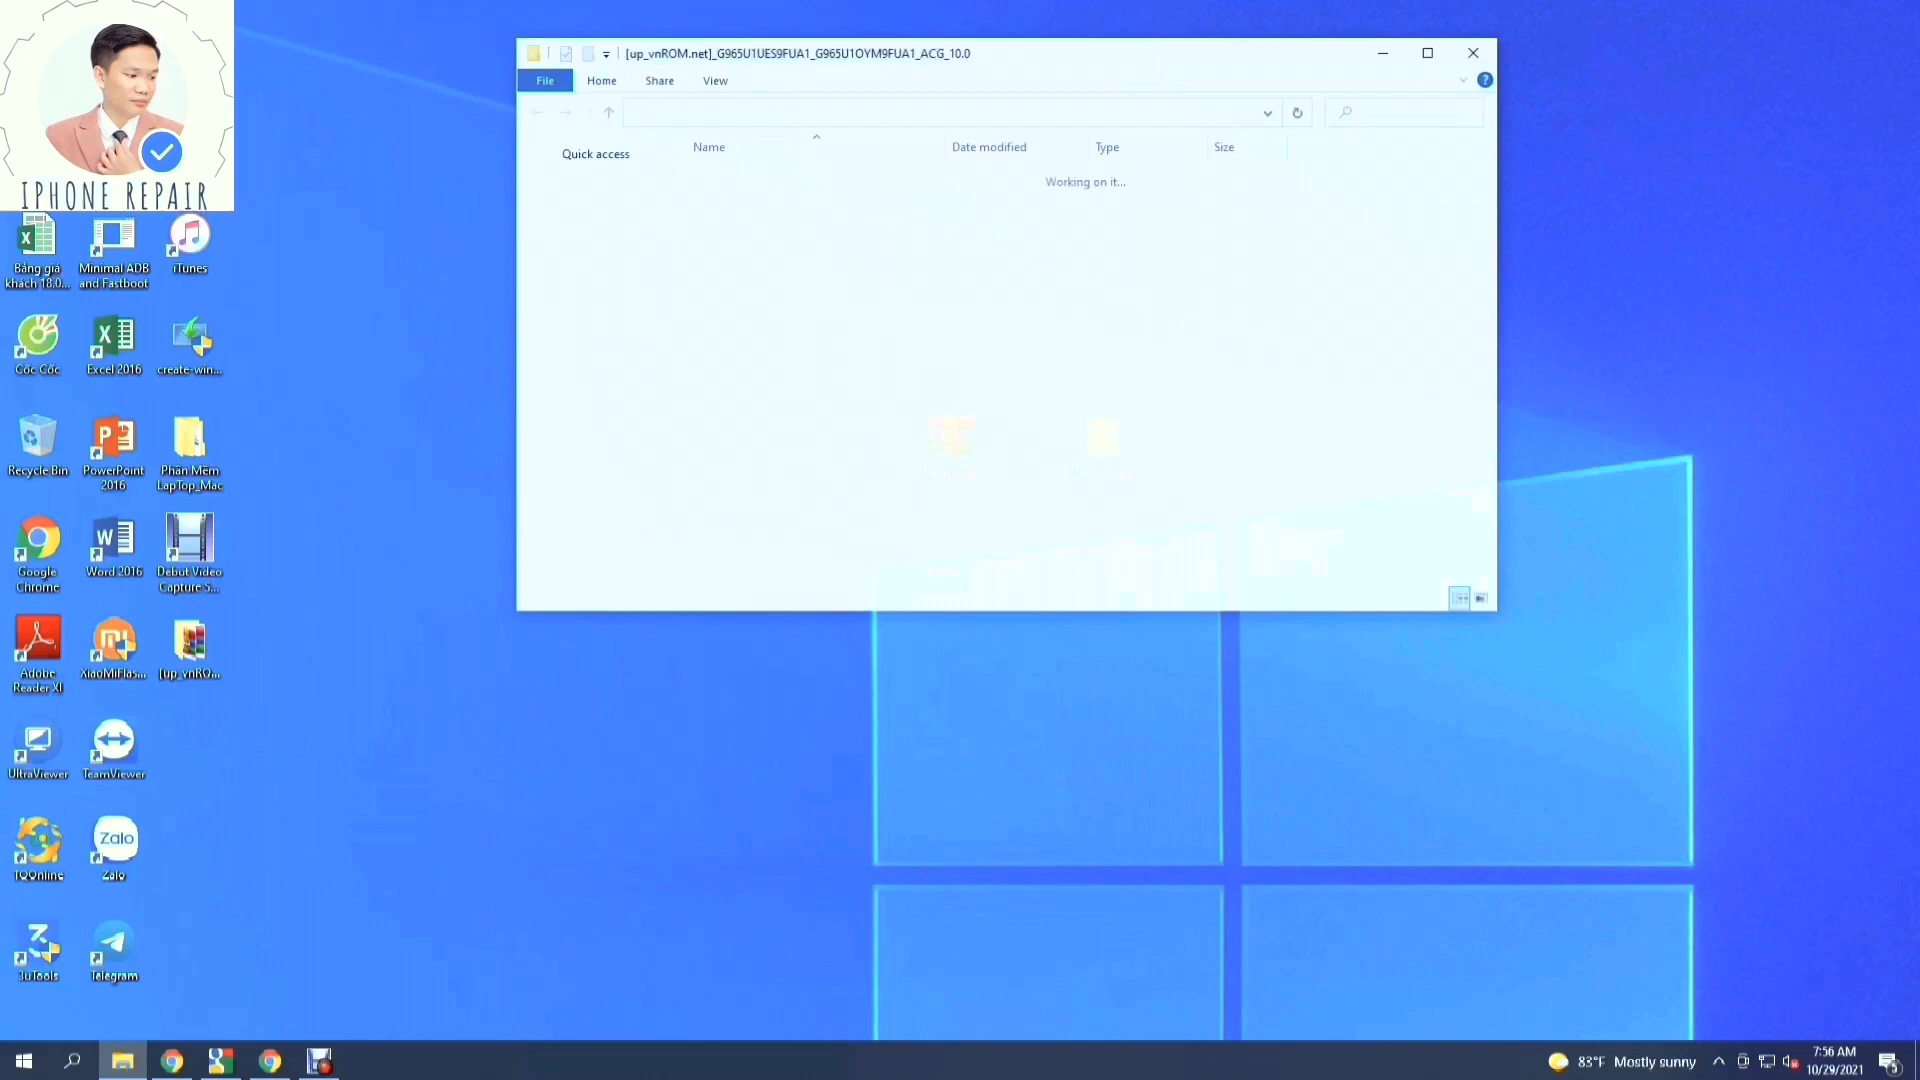 IPHONE REPAIR
[up_vnROM.net]_G965U1UES9FUA1_G965U1OYM9FUA1_ACG_10.0
File Home Share View
Quick access
Name Date modified Type Size
Working on it...
Bảng giá khách 18.0...
Minimal ADB and Fastboot
iTunes
Cốc Cốc
Excel 2016
create-win...
Recycle Bin
PowerPoint 2016
Phần Mềm LapTop_Mac
Google Chrome
Word 2016
Debut Video Capture S...
Adobe Reader XI
XiaoMiFlas...
[up_vnRO...
UltraViewer
TeamViewer
TQOnline
Zalo
Zalo
3uTools
Telegram
83°F Mostly sunny
7:56 AM
10/29/2021